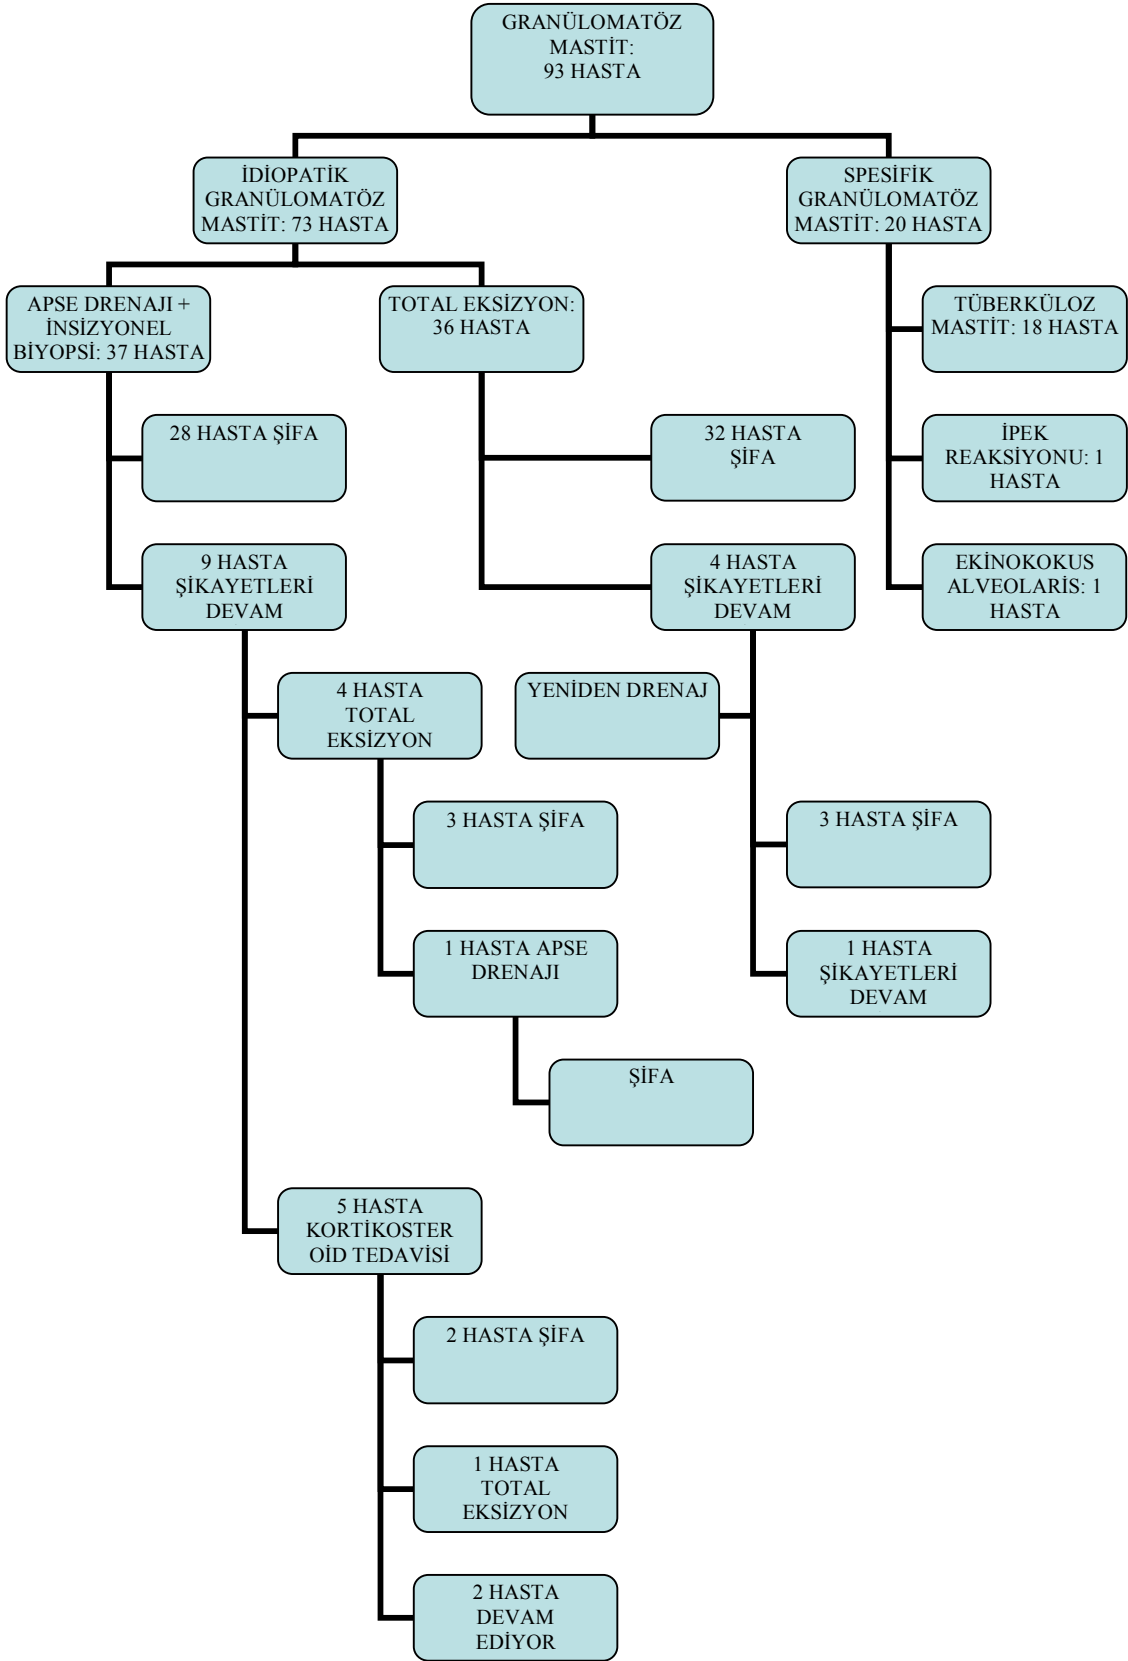 GRANÜLOMATÖZ
MASTİT:
93 HASTA
İDİOPATİK
GRANÜLOMATÖZ
MASTİT: 73 HASTA
SPESİFİK
GRANÜLOMATÖZ
MASTİT: 20 HASTA
APSE DRENAJI +
İNSİZYONEL
BİYOPSİ: 37 HASTA
TOTAL EKSİZYON:
36 HASTA
TÜBERKÜLOZ
MASTİT: 18 HASTA
28 HASTA ŞİFA
32 HASTA
ŞİFA
İPEK
REAKSİYONU: 1
HASTA
9 HASTA
ŞİKAYETLERİ
DEVAM
4 HASTA
ŞİKAYETLERİ
DEVAM
EKİNOKOKUS
ALVEOLARİS: 1
HASTA
4 HASTA
TOTAL
EKSİZYON
YENİDEN DRENAJ
3 HASTA ŞİFA
3 HASTA ŞİFA
1 HASTA APSE
DRENAJI
1 HASTA
ŞİKAYETLERİ
DEVAM
ŞİFA
5 HASTA
KORTİKOSTER
OİD TEDAVİSİ
2 HASTA ŞİFA
1 HASTA
TOTAL
EKSİZYON
2 HASTA
DEVAM
EDİYOR